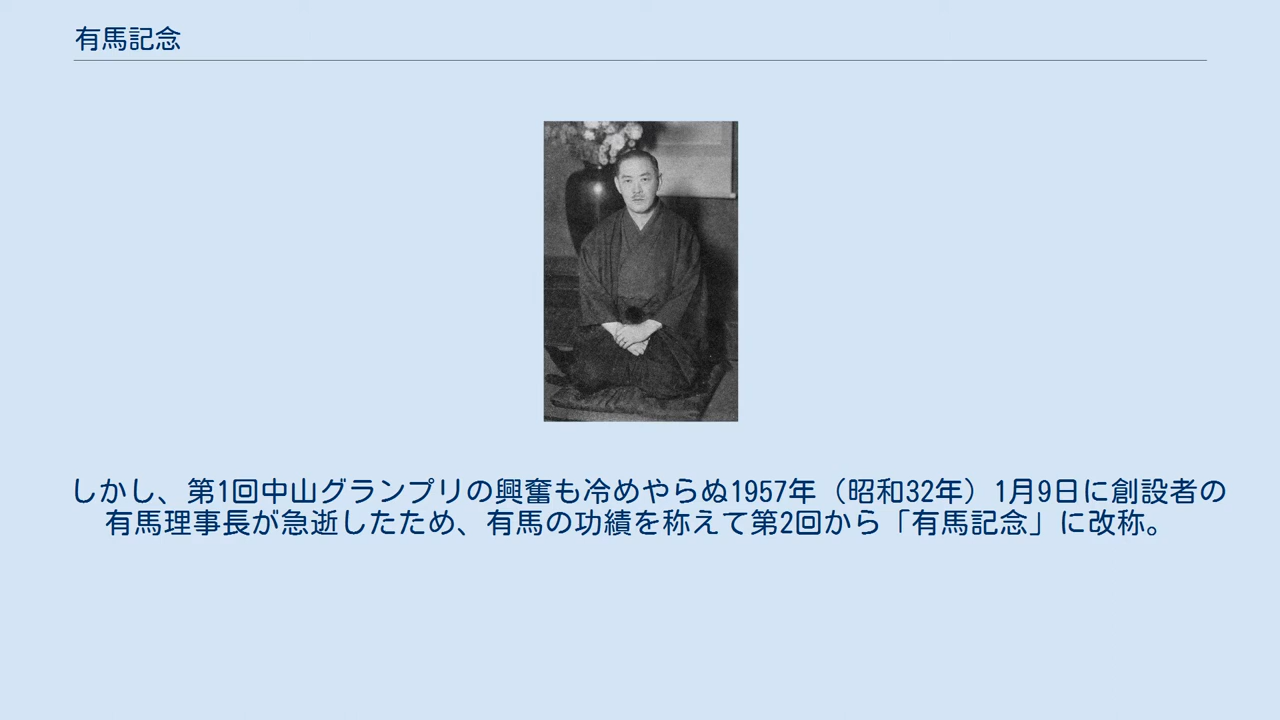 有馬記念
しかし、第1回中山グランプリの興奮も冷めやらぬ1957年（昭和32年）1月9日に創設者の
有馬理事長が急逝したため、有馬の功績を称えて第2回から「有馬記念」に改称。